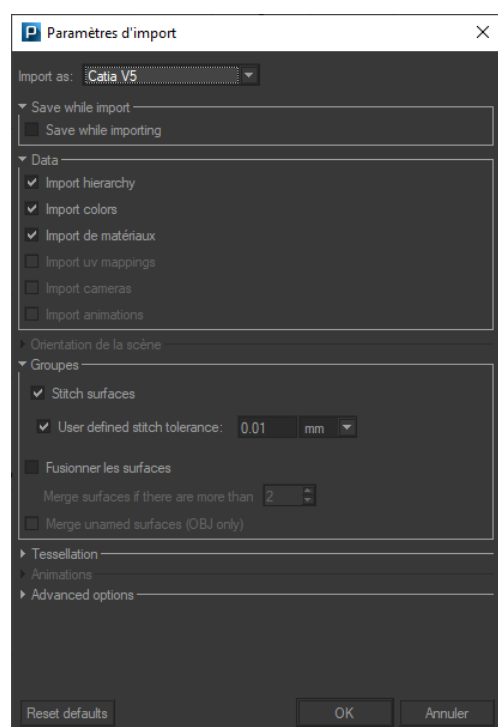 Paramètres d'import
Import as: Catia V5
Save while import
Save while importing
Data
Import hierarchy
Import colors
Import de matériaux
Import uv mappings
Import cameras
Import animations
Orientation de la scène
Groupes
Stitch surfaces
User defined stitch tolerance: 0.01 mm
Fusionner les surfaces
Merge surfaces if there are more than 2
Merge unamed surfaces (OBJ only)
Tessellation
Animations
Advanced options
Reset defaults OK Annuler